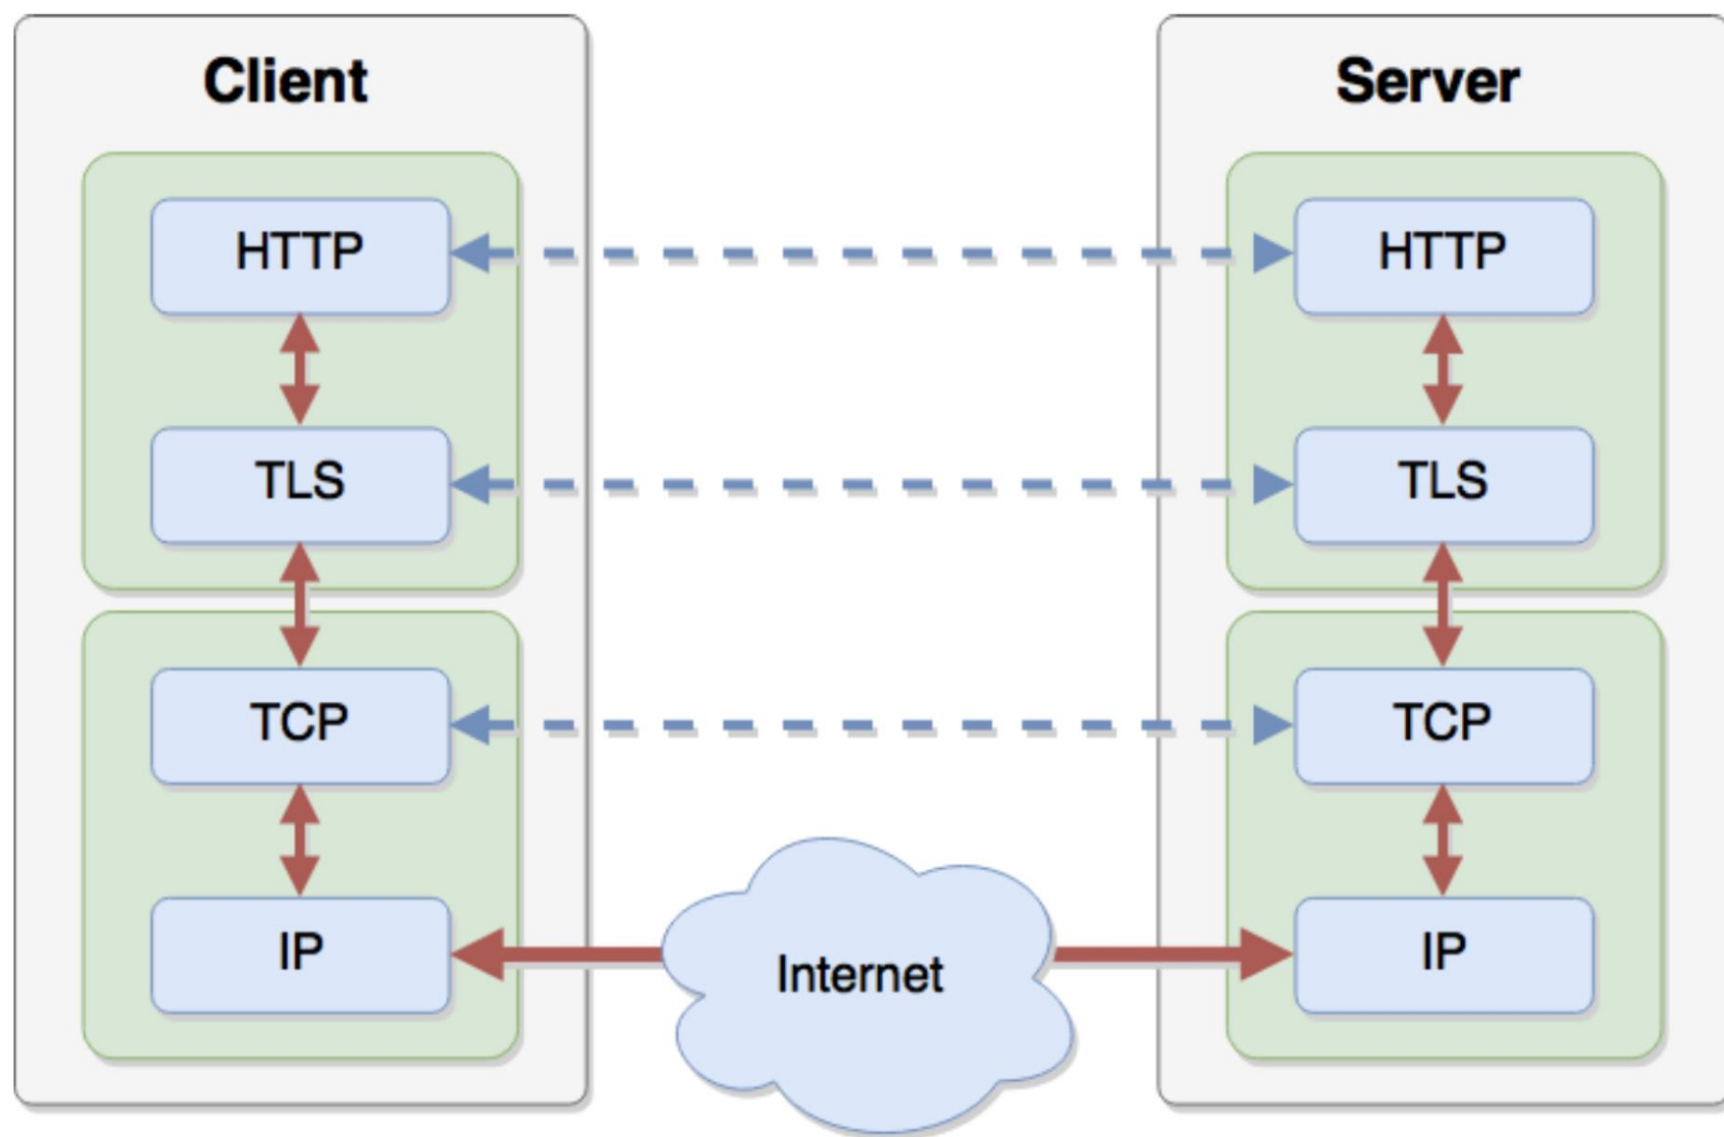 Client
HTTP
TLS
TCP
IP
Internet
Server
HTTP
TLS
TCP
IP